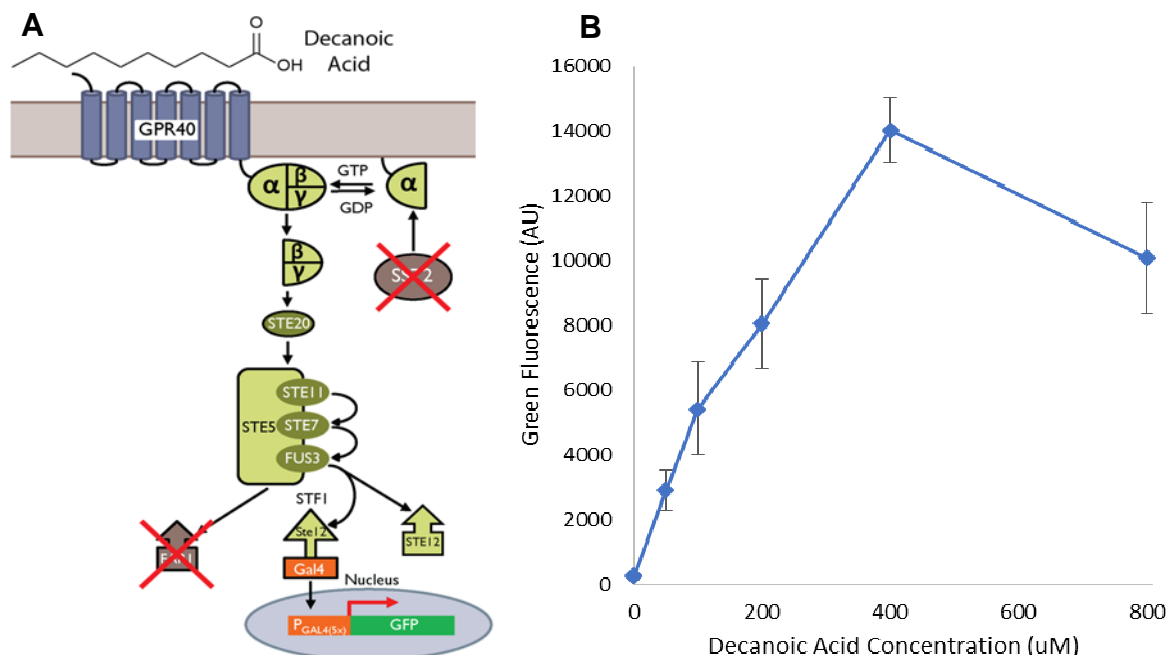 A
O
OH
Decanoic
Acid
GPR40
α
β
γ
GTP
GDP
α
β
γ
STE20
STE11
STE5
STE7
FUS3
STF1
Ste12
STE12
Gal4
Nucleus
PGAL4(5x)
GFP
B
16000
14000
12000
10000
8000
6000
4000
2000
0
Green Fluorescence (AU)
0
200
400
600
800
Decanoic Acid Concentration (uM)